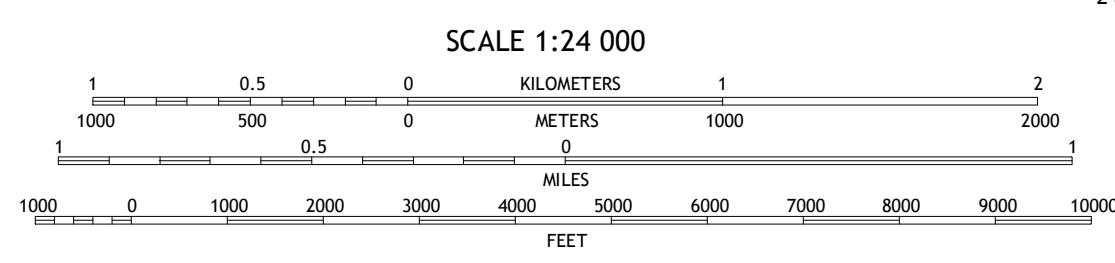 SCALE 1:24 000
1 0.5 0 KILOMETERS 1 2
1000 500 0 METERS 1000 2000
1 0.5 0 1
MILES
1000 0 1000 2000 3000 4000 5000 6000 7000 8000 9000 10000
FEET